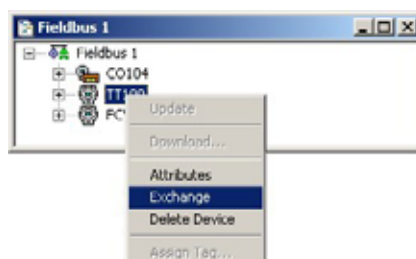 Fieldbus 1
Fieldbus 1
CO104
TT100
Update
Download...
Attributes
Exchange
Delete Device
Assign Tag...